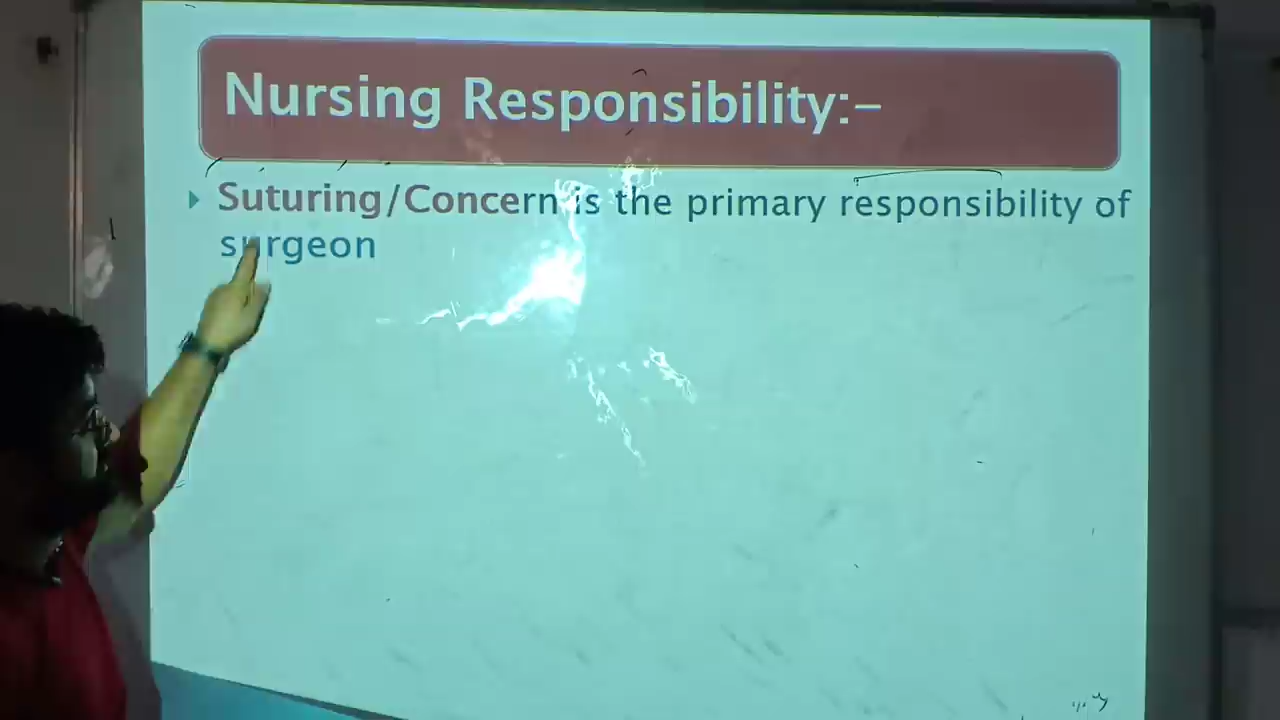 Nursing Responsibility:–
Suturing/Concern is the primary responsibility of
surgeon